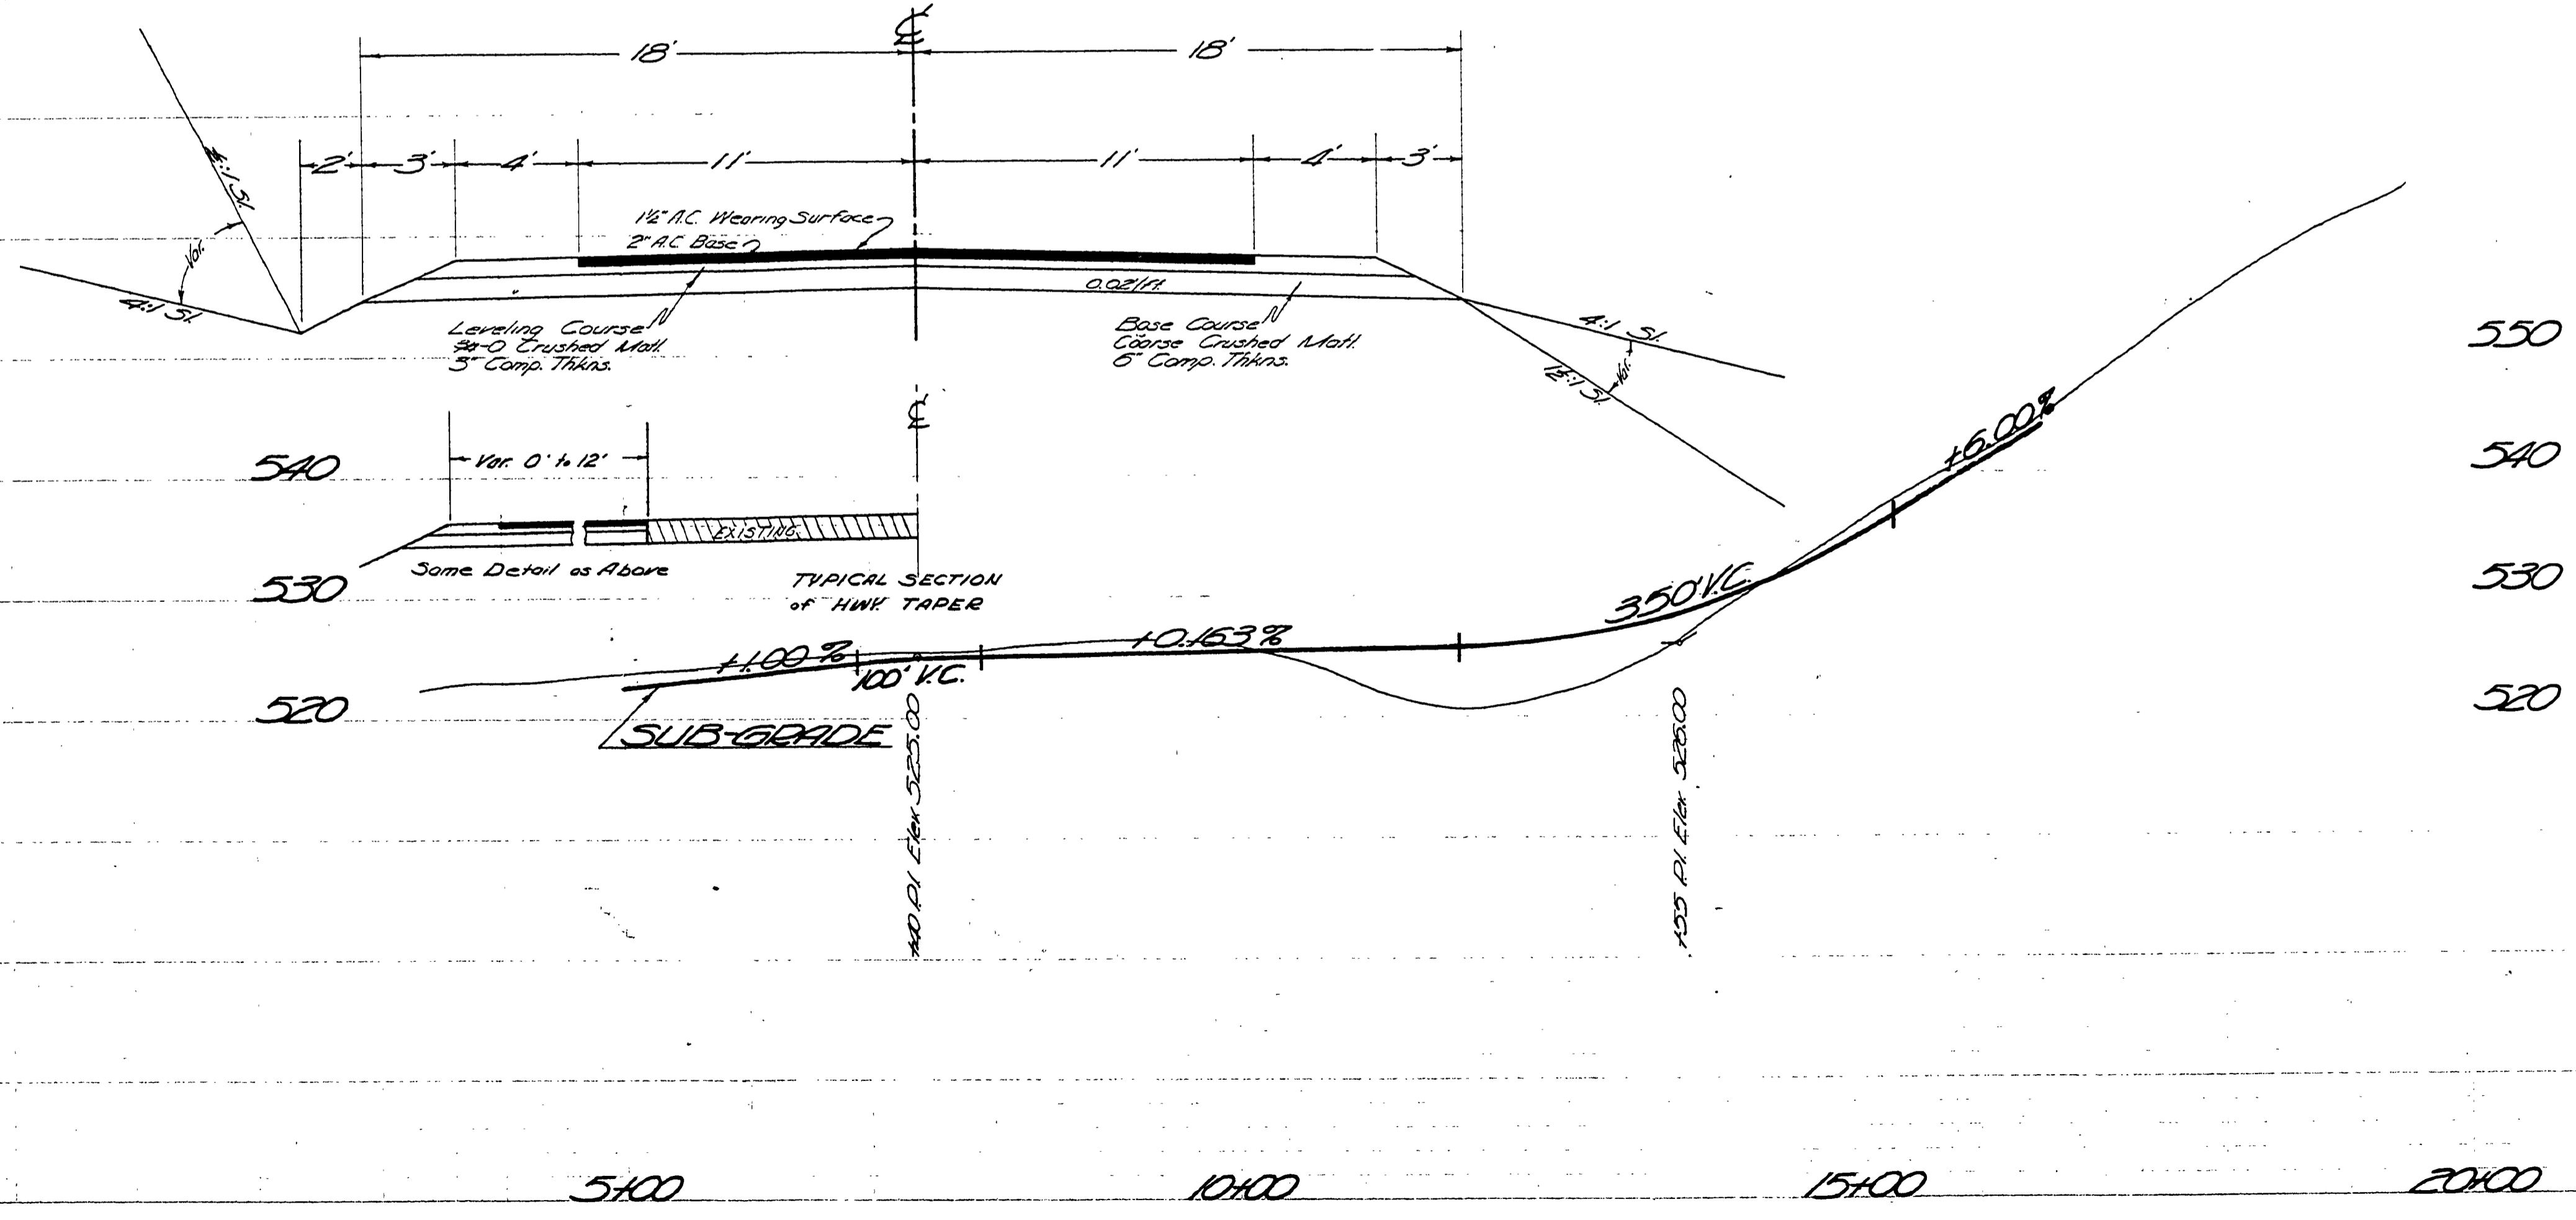 ℄
18' 18'
2' 3' 4' 11' 11' 4' 3'
:1 Sl.
Var.
4:1 Sl.
1½" A.C. Wearing Surface
2" A.C. Base
0.02'/ft.
Leveling Course
-0 Crushed Matl.
3" Comp. Thkns.
Base Course
Coarse Crushed Matl.
6" Comp. Thkns.
4:1 Sl.
Var.
1½:1 Sl.
550
℄
Var. 0' to 12'
540
540
+6.00%
EXISTING
Same Detail as Above
TYPICAL SECTION
of HWY. TAPER
530
530
350' V.C.
+1.00%
100' V.C.
+0.163%
520
520
SUB-GRADE
+40 P.I. Elev. 525.00
+55 P.I. Elev. 526.00
5+00 10+00 15+00 20+00